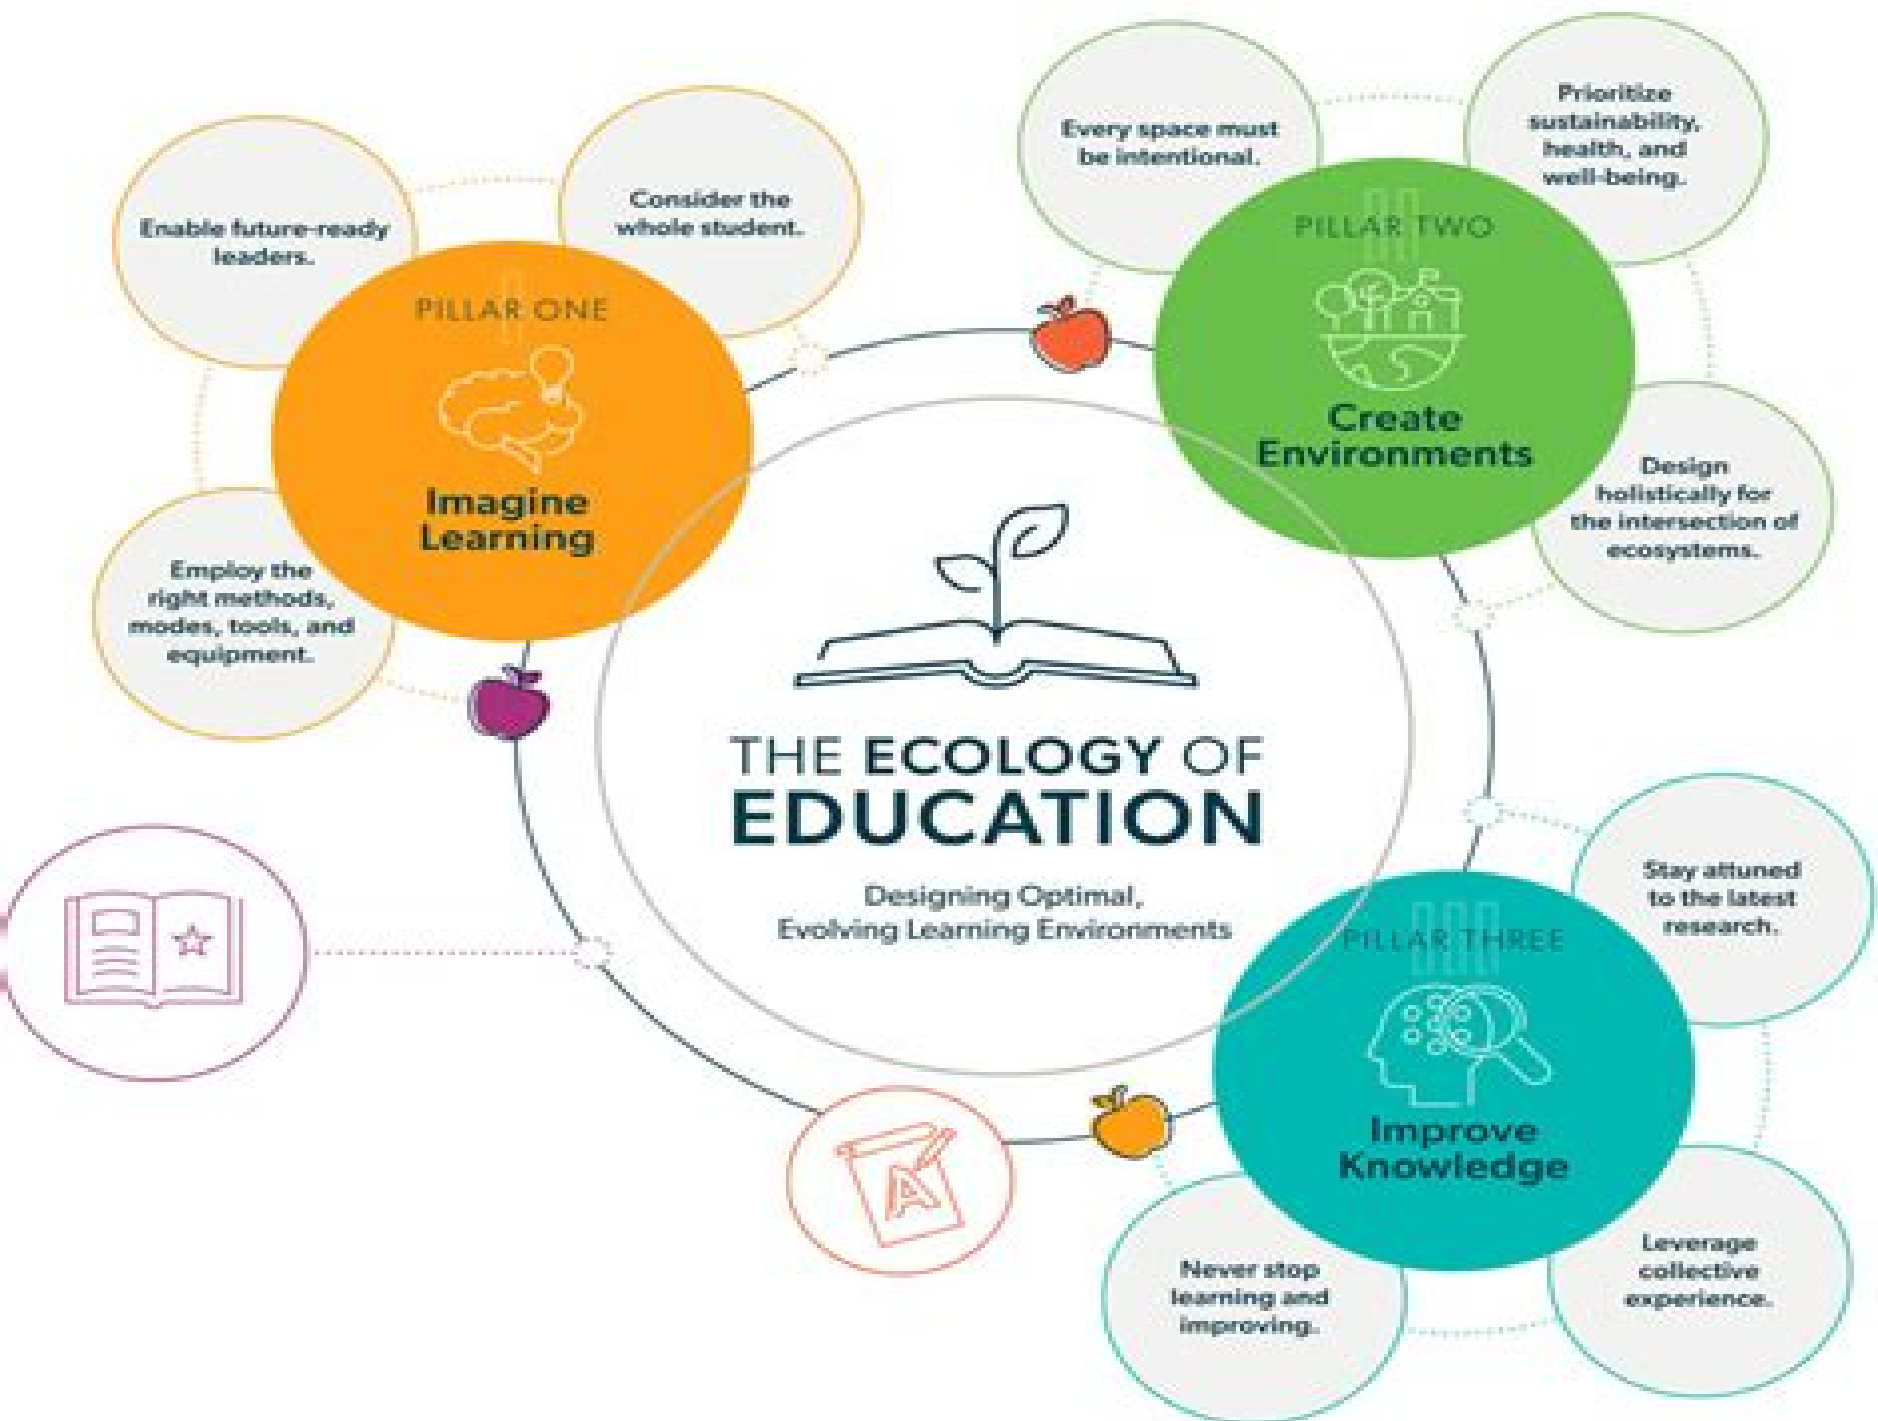 Enable future-ready
leaders.
Consider the
whole student.
PILLAR ONE
Imagine
Learning
Employ the
right methods,
modes, tools, and
equipment.
Every space must
be intentional.
Prioritize
sustainability,
health, and
well-being.
PILLAR TWO
Create
Environments
Design
holistically for
the intersection of
ecosystems.
THE ECOLOGY OF
EDUCATION
Designing Optimal,
Evolving Learning Environments
Stay attuned
to the latest
research.
PILLAR THREE
Improve
Knowledge
Leverage
collective
experience.
Never stop
learning and
improving.
A